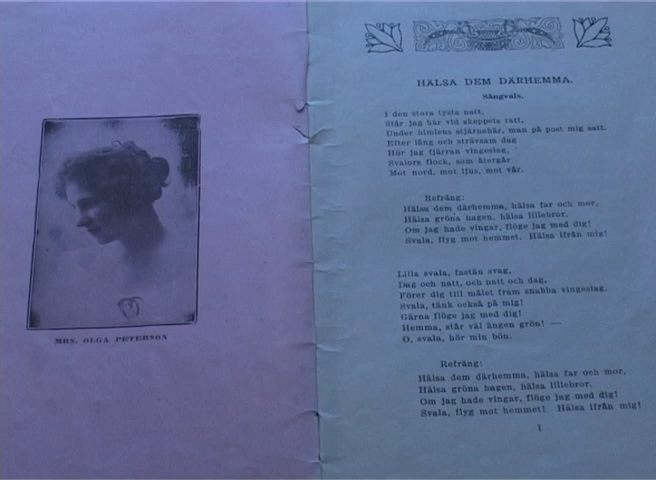 MRS. OLGA PETERSON
HÄLSA DEM DÄRHEMMA.
Sångvals.
I den stora tysta natt,
Står jag här vid skeppets ratt,
Under himlens stjärnehär, man på post mig satt.
Efter lång och strävsam dag
Hör jag fjärran vingeslag,
Svalors flock, som återgår
Mot nord, mot ljus, mot vår.
Refräng:
Hälsa dem därhemma, hälsa far och mor,
Hälsa gröna hagen, hälsa lillebror.
Om jag hade vingar, flöge jag med dig!
Svala, flyg mot hemmet. Hälsa ifrån mig!
Lilla svala, fastän svag,
Dag och natt, och natt och dag,
Förer dig till målet fram snabba vingeslag.
Svala, tänk också på mig!
Gärna flöge jag med dig!
Hemma, står väl ängen grön! —
O, svala, hör min bön.
Refräng:
Hälsa dem därhemma, hälsa far och mor,
Hälsa gröna hagen, hälsa lillebror.
Om jag hade vingar, flöge jag med dig!
Svala, flyg mot hemmet! Hälsa ifrån mig!
1